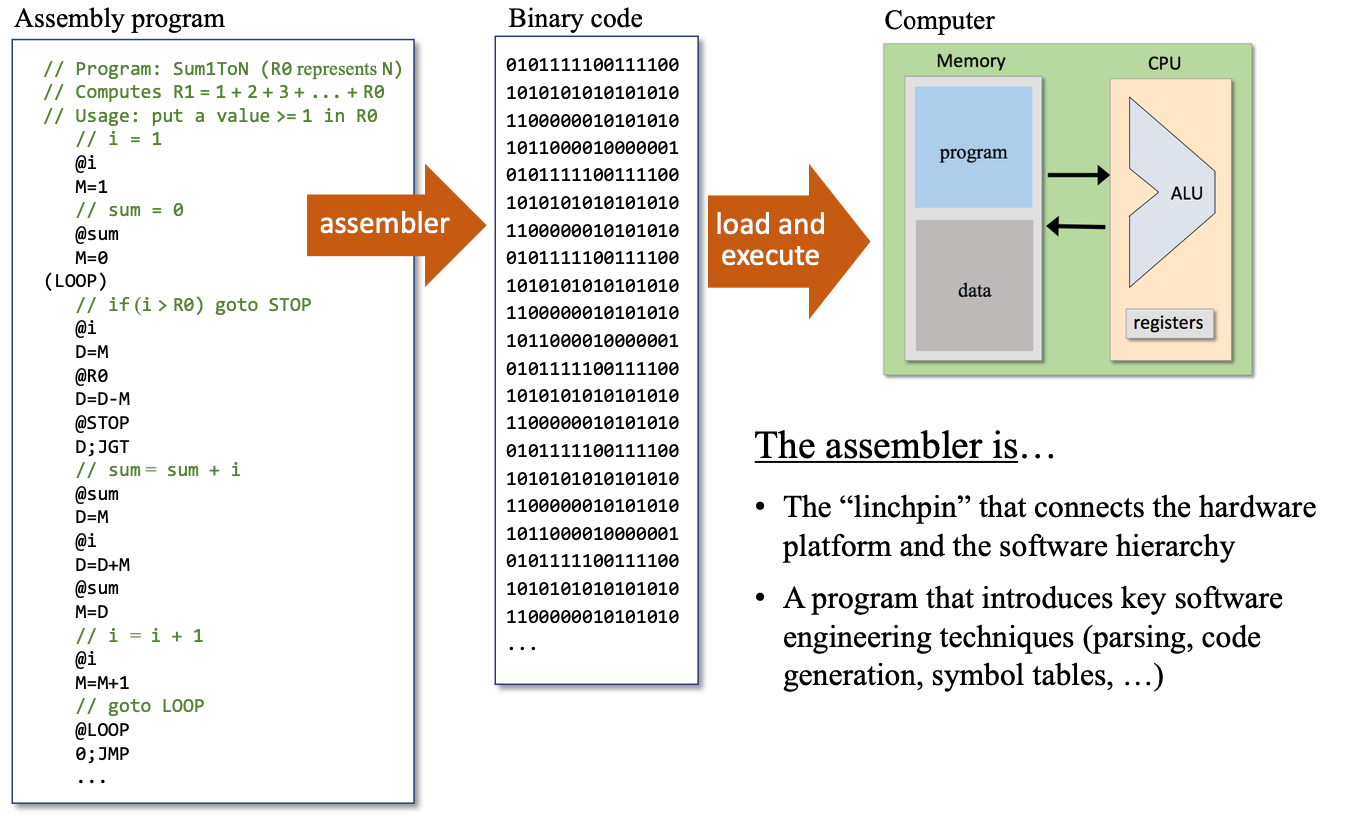 Assembly program
// Program: Sum1ToN (R0 represents N)
// Computes R1 = 1 + 2 + 3 + ... + R0
// Usage: put a value >= 1 in R0
// i = 1
@i
M=1
// sum = 0
@sum
M=0
(LOOP)
// if (i > R0) goto STOP
@i
D=M
@R0
D=D-M
@STOP
D;JGT
// sum = sum + i
@sum
D=M
@i
D=D+M
@sum
M=D
// i = i + 1
@i
M=M+1
// goto LOOP
@LOOP
0;JMP
...
assembler
Binary code
0101111100111100
1010101010101010
1100000010101010
1011000010000001
0101111100111100
1010101010101010
1100000010101010
0101111100111100
1010101010101010
1100000010101010
1011000010000001
0101111100111100
1010101010101010
1100000010101010
0101111100111100
1010101010101010
1100000010101010
1011000010000001
0101111100111100
1010101010101010
1100000010101010
...
load and
execute
Computer
Memory
program
data
CPU
ALU
registers
The assembler is…
• The “linchpin” that connects the hardware
platform and the software hierarchy
• A program that introduces key software
engineering techniques (parsing, code
generation, symbol tables, …)